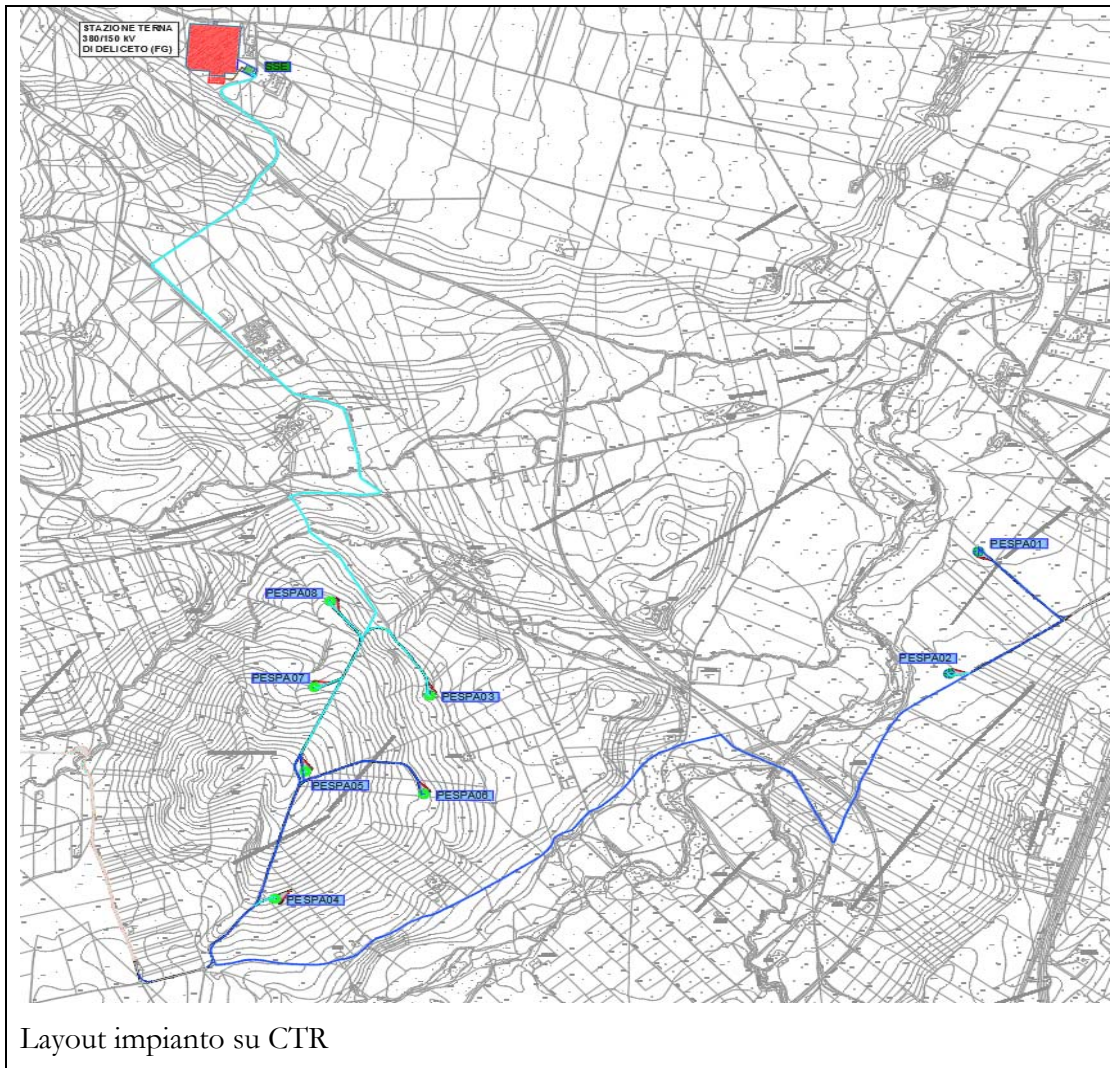 STAZIONE TERNA
380/150 kV
DI DELICETO (FG)
SSE
PESPA01
PESPA08
PESPA02
PESPA07
PESPA03
PESPA05
PESPA06
PESPA04
Layout impianto su CTR